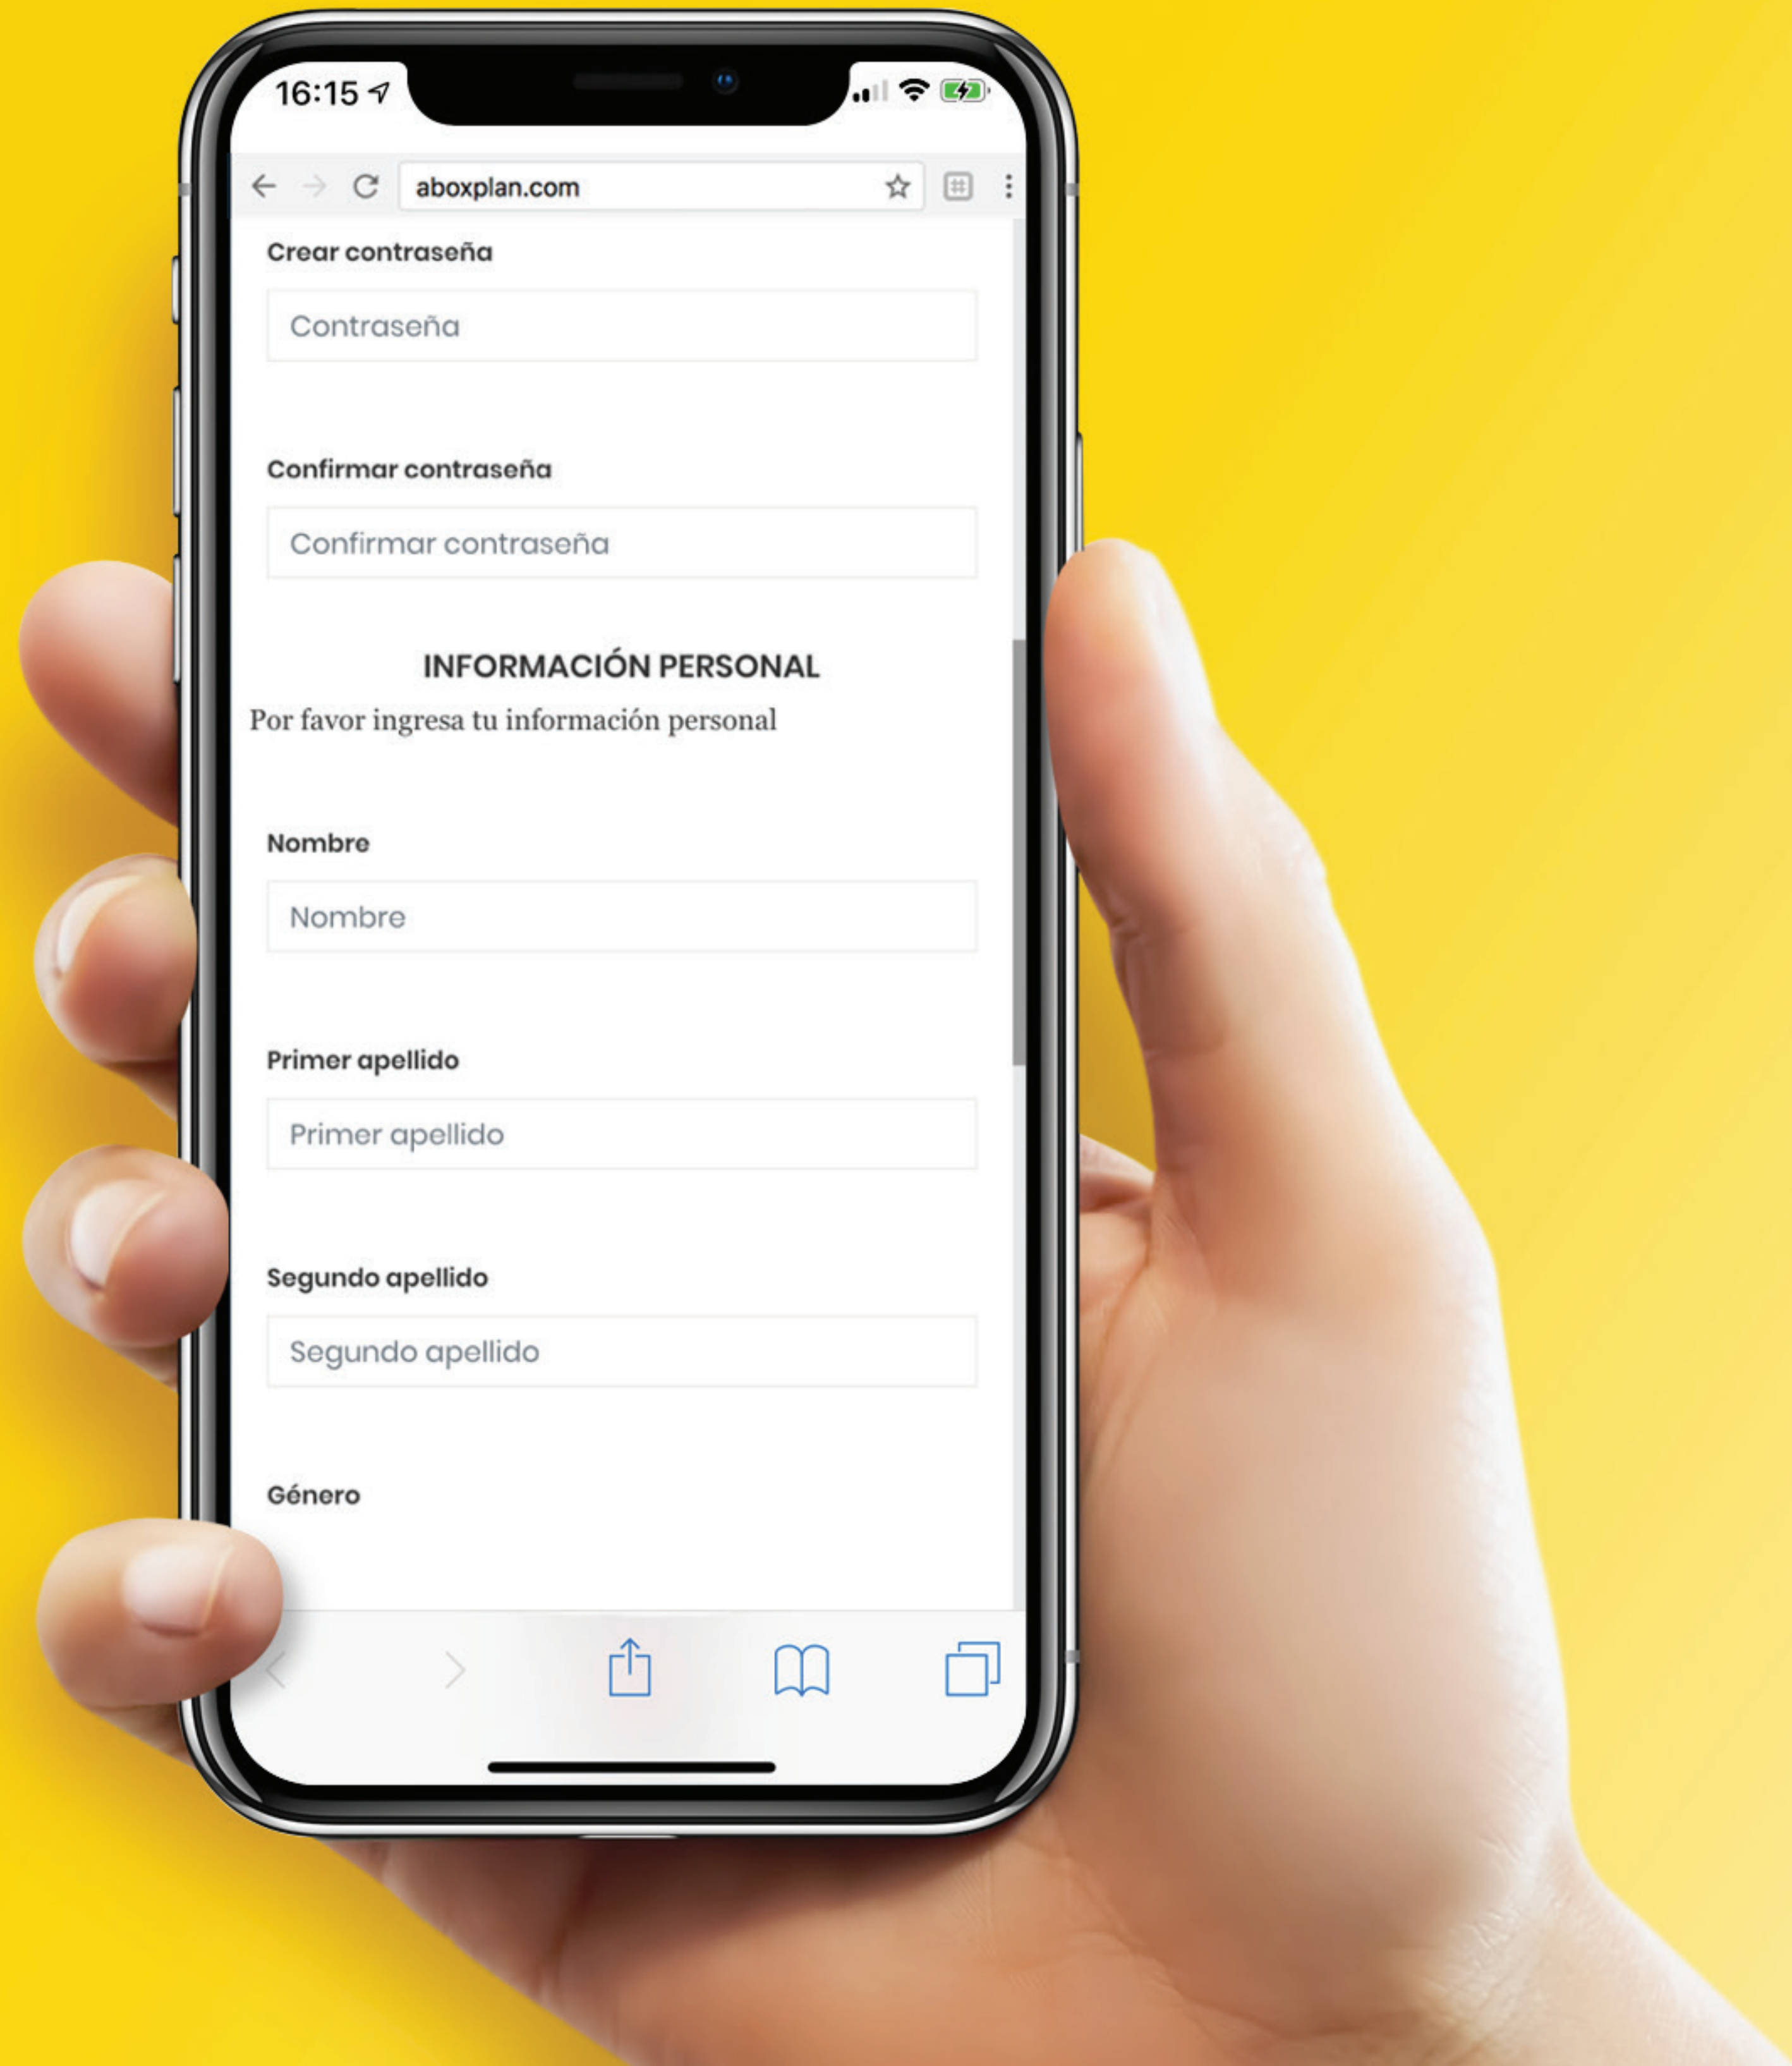 16:15
aboxplan.com
Crear contraseña
Contraseña
Confirmar contraseña
Confirmar contraseña
INFORMACIÓN PERSONAL
Por favor ingresa tu información personal
Nombre
Nombre
Primer apellido
Primer apellido
Segundo apellido
Segundo apellido
Género